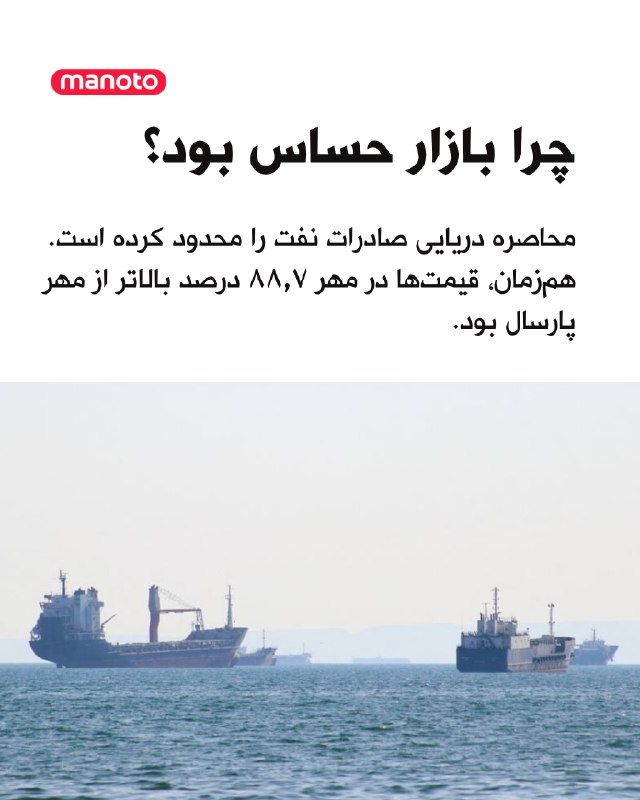 manoto
چرا بازار حساس بود؟
محاصره دریایی صادرات نفت را محدود کرده است.
هم‌زمان، قیمت‌ها در مهر ۸۸,۷ درصد بالاتر از مهر
پارسال بود.